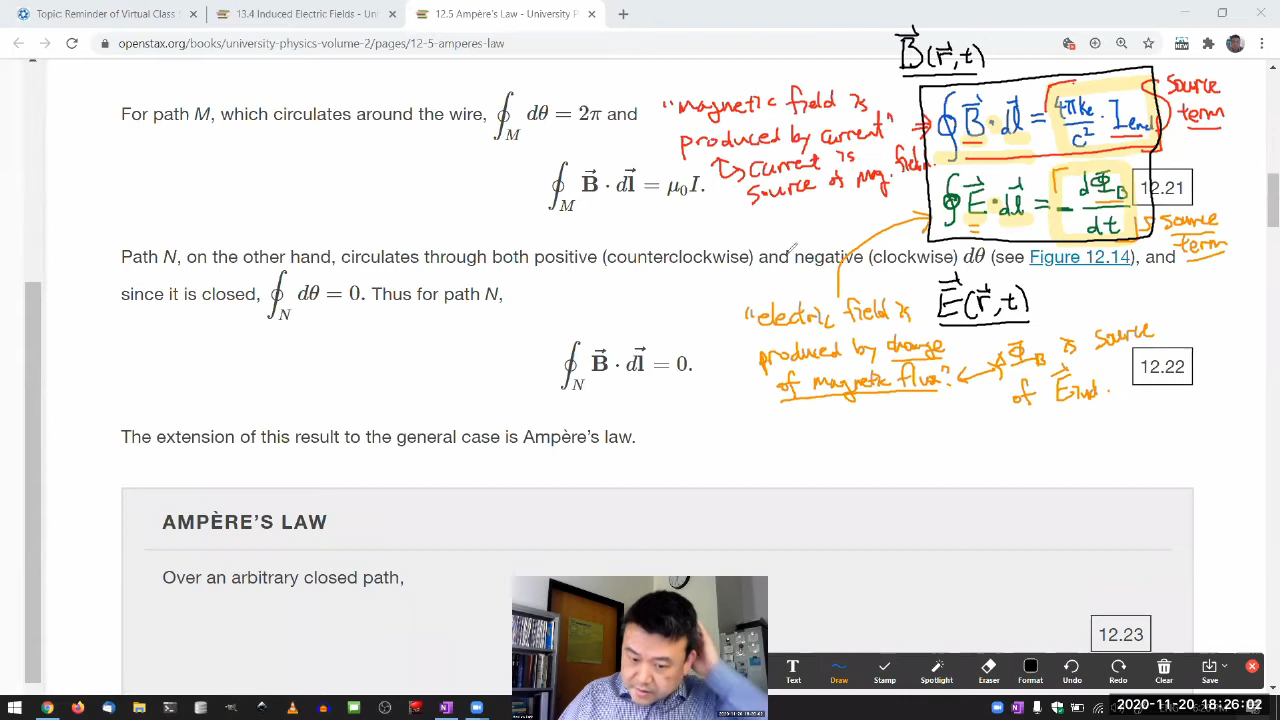 Topic: Reminder of Virtual Class
13.4 Induced Electric Fields - Uni
12.5 Ampère's Law - University P
openstax.org/books/university-physics-volume-2/pages/12-5-amperes-law
B(r,t)
For path M, which circulates around the wire, ∮_M dθ = 2π and
∮_M B · dl = μ₀I.
12.21
"magnetic field is
produced by current"
current is
source of mag. field.
∮ B · dl = 4πke/c² · I
source
term
∮ E · dl = - dΦ_B/dt
source
term
Path N, on the other hand, circulates through both positive (counterclockwise) and negative (clockwise) dθ (see Figure 12.14), and
since it is closed, ∮_N dθ = 0. Thus for path N,
E(r,t)
"electric field is
produced by change
of magnetic flux"
Φ_B is source
of E ind.
∮_N B · dl = 0.
12.22
The extension of this result to the general case is Ampère's law.
AMPÈRE'S LAW
Over an arbitrary closed path,
12.23
Text
Draw
Stamp
Spotlight
Eraser
Format
Undo
Redo
Clear
Save
2020-11-20 18:26:02